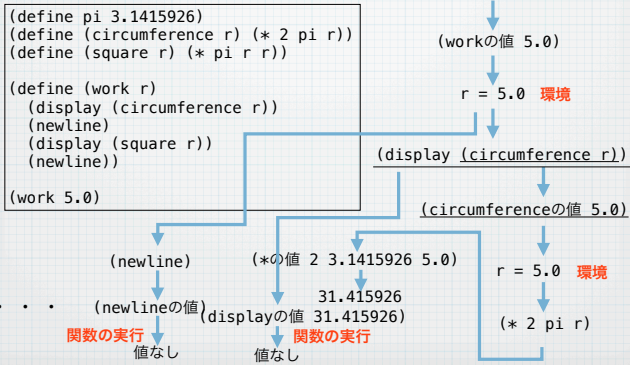 (define pi 3.1415926)
(define (circumference r) (* 2 pi r))
(define (square r) (* pi r r))
(define (work r)
(display (circumference r))
(newline)
(display (square r))
(newline))
(work 5.0)
(workの値 5.0)
r = 5.0 環境
(display (circumference r))
(circumferenceの値 5.0)
r = 5.0 環境
(* 2 pi r)
(*の値 2 3.1415926 5.0)
31.415926
(displayの値 31.415926)
関数の実行
値なし
(newline)
(newlineの値)
関数の実行
値なし
・ ・ ・